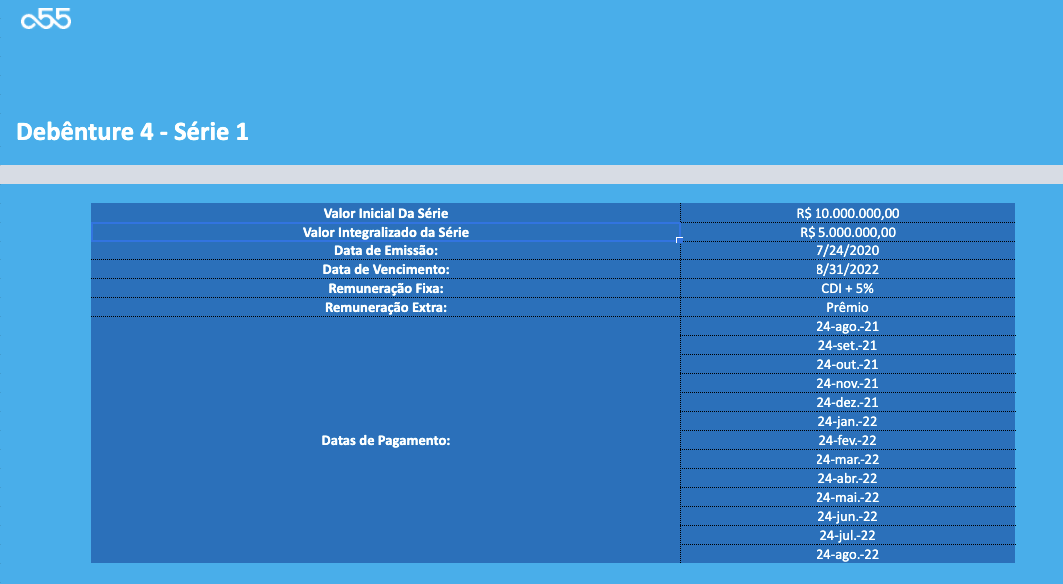 a55
Debênture 4 - Série 1
Valor Inicial Da Série R$ 10.000.000,00
Valor Integralizado da Série R$ 5.000.000,00
Data de Emissão: 7/24/2020
Data de Vencimento: 8/31/2022
Remuneração Fixa: CDI + 5%
Remuneração Extra: Prêmio
24-ago.-21
24-set.-21
24-out.-21
24-nov.-21
24-dez.-21
24-jan.-22
Datas de Pagamento: 24-fev.-22
24-mar.-22
24-abr.-22
24-mai.-22
24-jun.-22
24-jul.-22
24-ago.-22